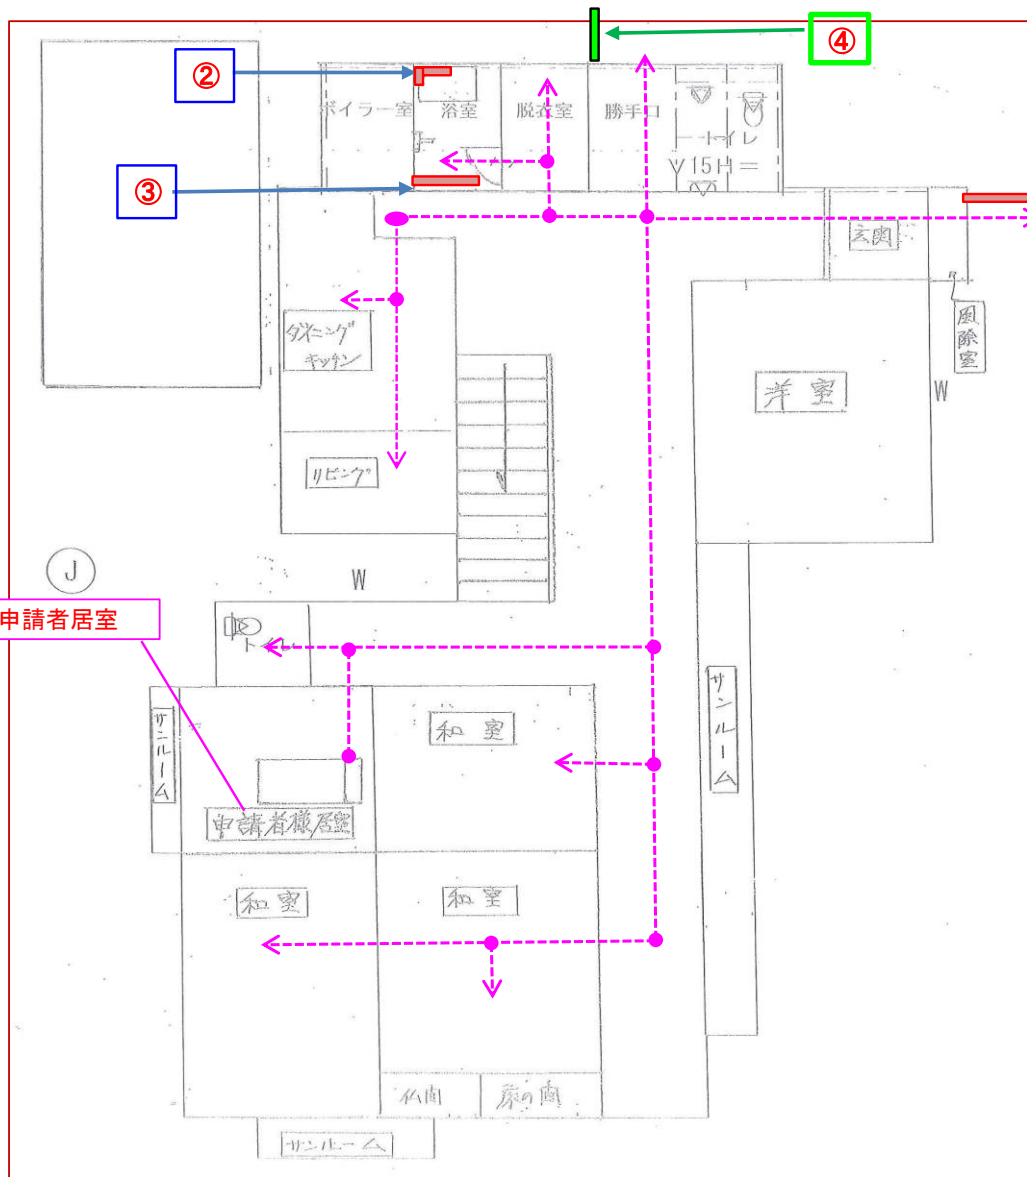 ④
②
ボイラー室 浴室 脱衣室 勝手口
トイレ
③
玄関
風除室
ダイニング
キッチン
洋室
W
リビング
J
W
申請者居室
トイレ
サンルーム
和室
サンルーム
申請者様居室
和室
和室
仏間
床の間
サンルーム